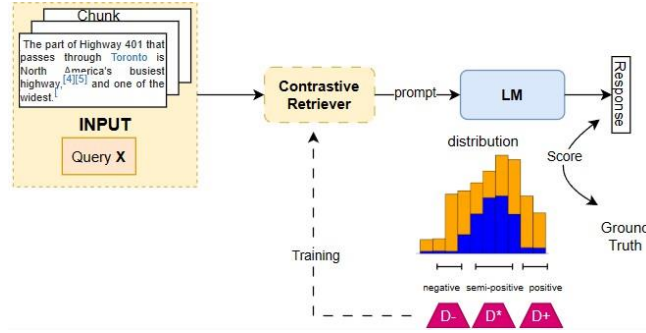 Chunk
The part of Highway 401 that
passes through Toronto is
North America's busiest
highway,[4][5] and one of the
widest.[
INPUT
Query X
Contrastive
Retriever
prompt
LM
Response
distribution
Score
Ground
Truth
Training
negative semi-positive positive
D- D* D+